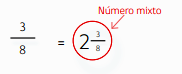 Número mixto
3/8 = 2 3/8